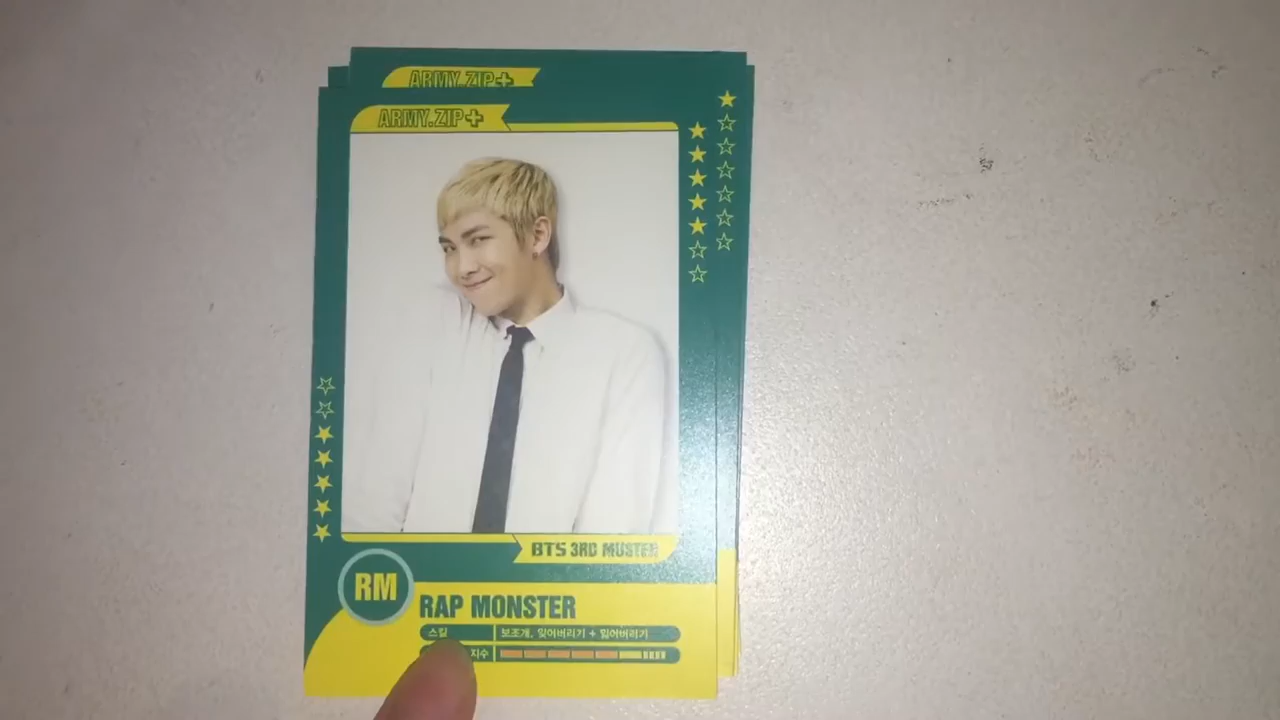 ARMY.ZIP+
ARMY.ZIP+
BTS 3RD MUSTER
RM
RAP MONSTER
스킬
보조개, 잊어버리기 + 잃어버리기
지수